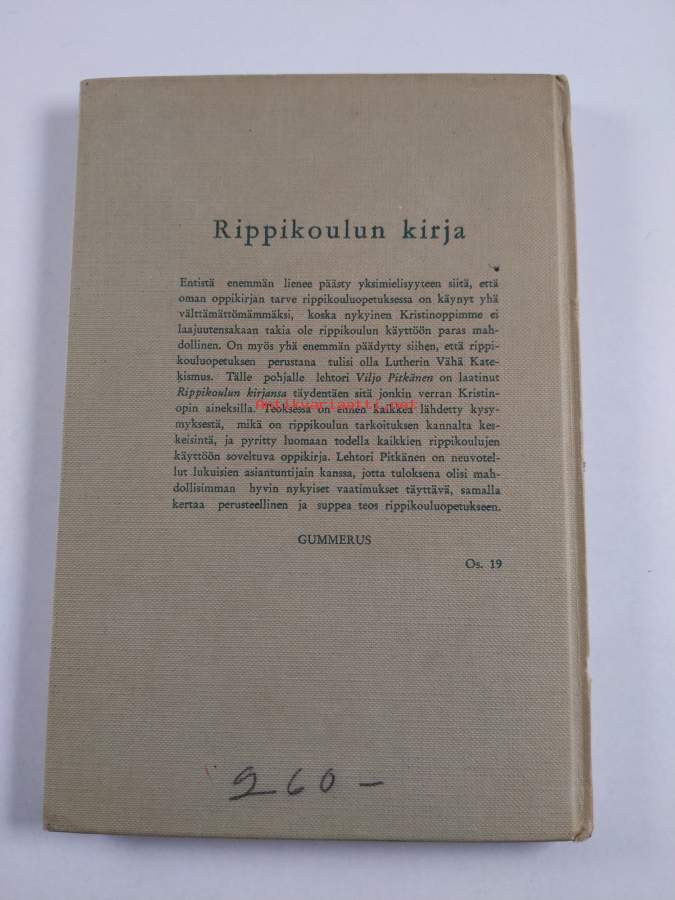 Rippikoulun kirja
Entistä enemmän lienee päästy yksimielisyyteen siitä, että
oman oppikirjan tarve rippikouluopetuksessa on käynyt yhä
välttämättömämmäksi, koska nykyinen Kristinoppimme ei
laajuutensakaan takia ole rippikoulun käyttöön paras mah-
dollinen. On myös yhä enemmän päädytty siihen, että rippi-
kouluopetuksen perustana tulisi olla Lutherin Vähä Kate-
kismus. Tälle pohjalle lehtori Viljo Pitkänen on laatinut
Rippikoulun kirjansa täydentäen sitä jonkin verran Kristin-
opin aineksilla. Teoksessa on ennen kaikkea lähdetty kysy-
myksestä, mikä on rippikoulun tarkoituksen kannalta kes-
keisintä, ja pyritty luomaan todella kaikkien rippikoulujen
käyttöön soveltuva oppikirja. Lehtori Pitkänen on neuvotel-
lut lukuisien asiantuntijain kanssa, jotta tuloksena olisi mah-
dollisimman hyvin nykyiset vaatimukset täyttävä, samalla
kertaa perusteellinen ja suppea teos rippikouluopetukseen.
GUMMERUS
Os. 19
260-
Antikvariaatti.net
Antikvariaatti.net